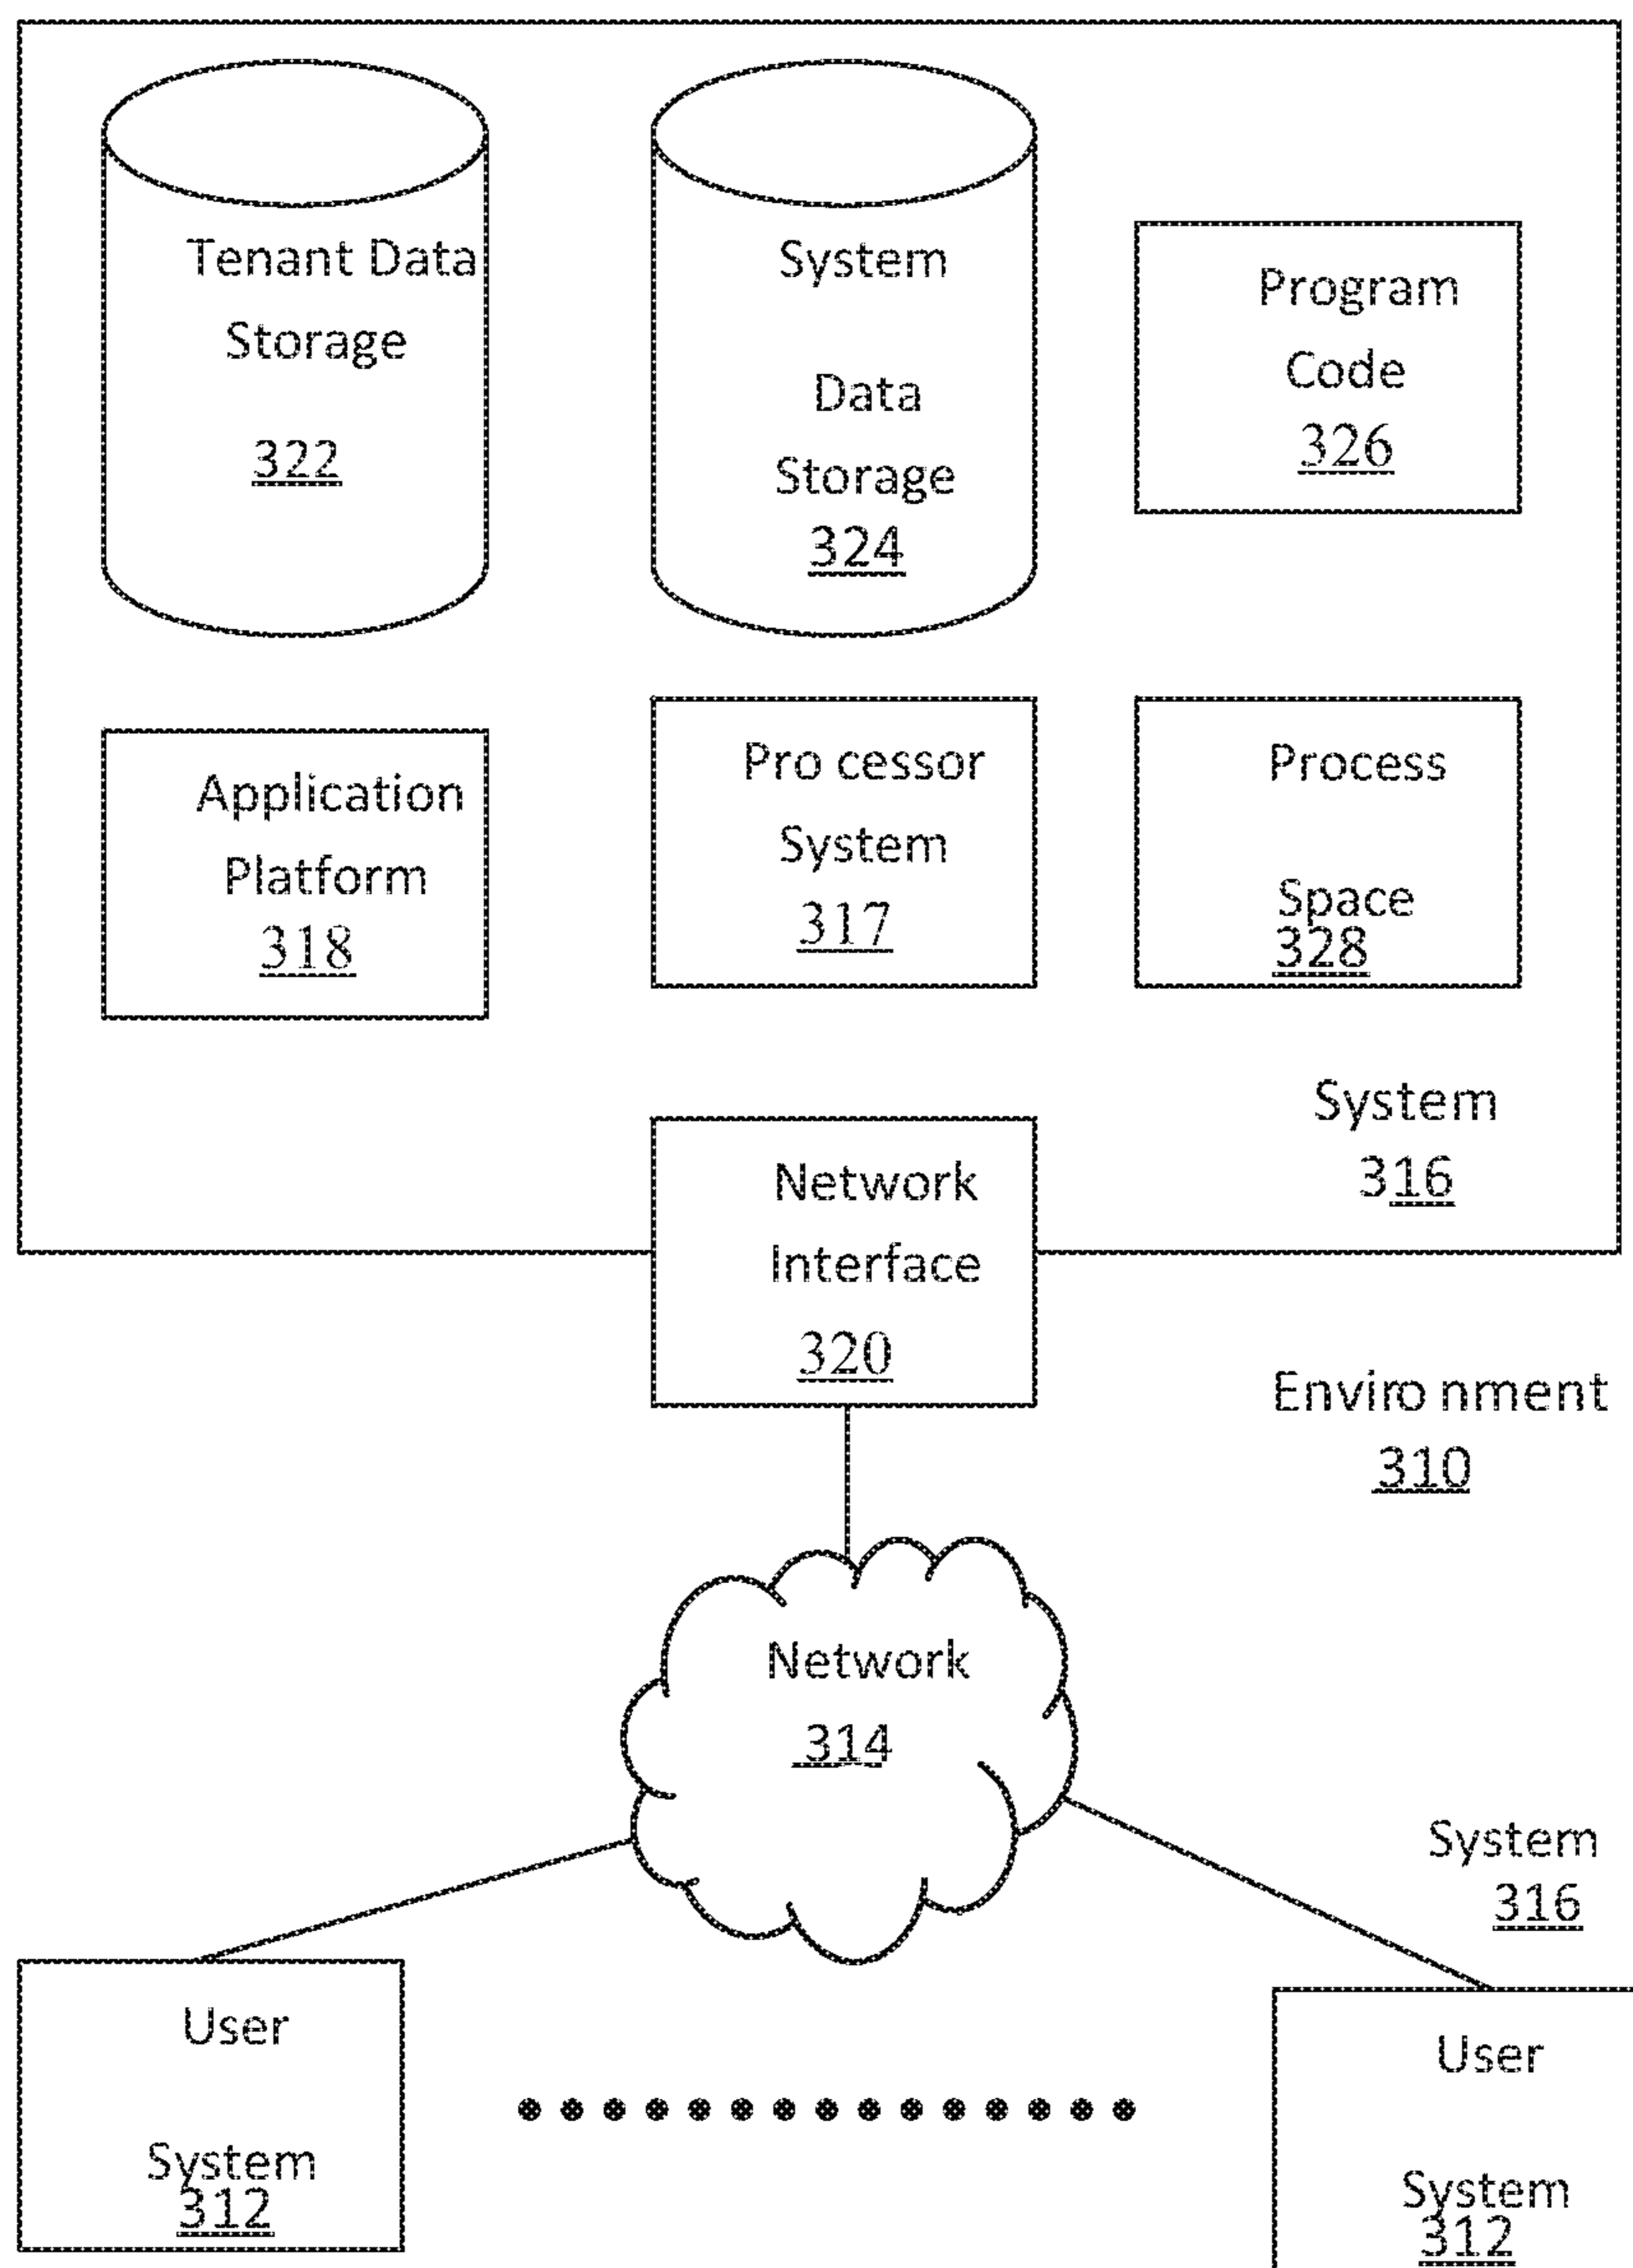 Tenant Data
Storage
322
System
Data
Storage
324
Program
Code
326
Application
Platform
318
Pro cessor
System
317
Process
Space
328
System
316
Network
Interface
320
Enviro nment
310
Network
314
System
316
User
System
312
User
System
312